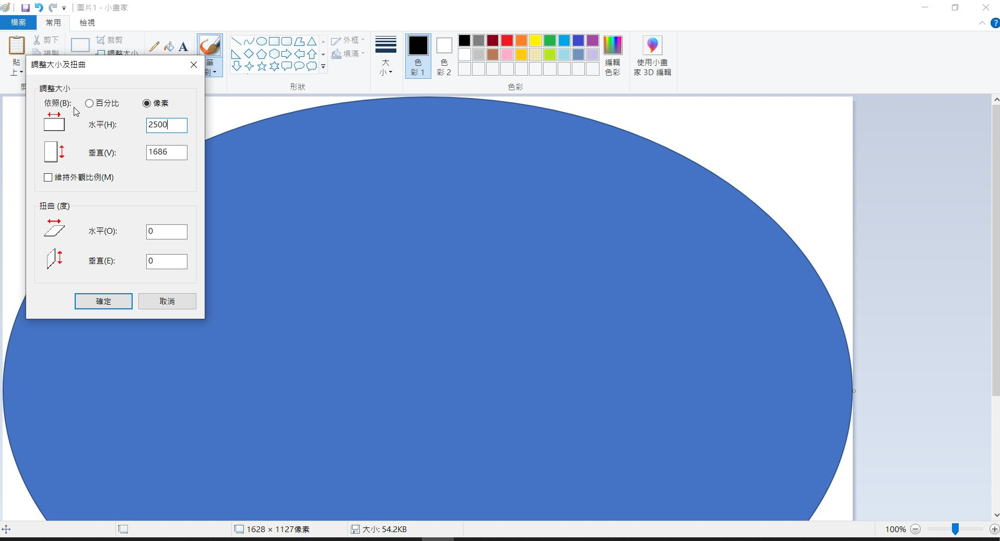 圖片1 - 小畫家
檔案 常用 檢視
貼上
剪下
複製
裁剪
調整大小
A
筆刷
外框
填滿
形狀
大小
色彩 1
色彩 2
編輯色彩
使用小畫家 3D 編輯
色彩
剪
調整大小及扭曲
調整大小
依照(B): 百分比 像素
水平(H): 2500
垂直(V): 1686
維持外觀比例(M)
扭曲 (度)
水平(O): 0
垂直(E): 0
確定 取消
1628 × 1127像素 大小: 54.2KB 100%